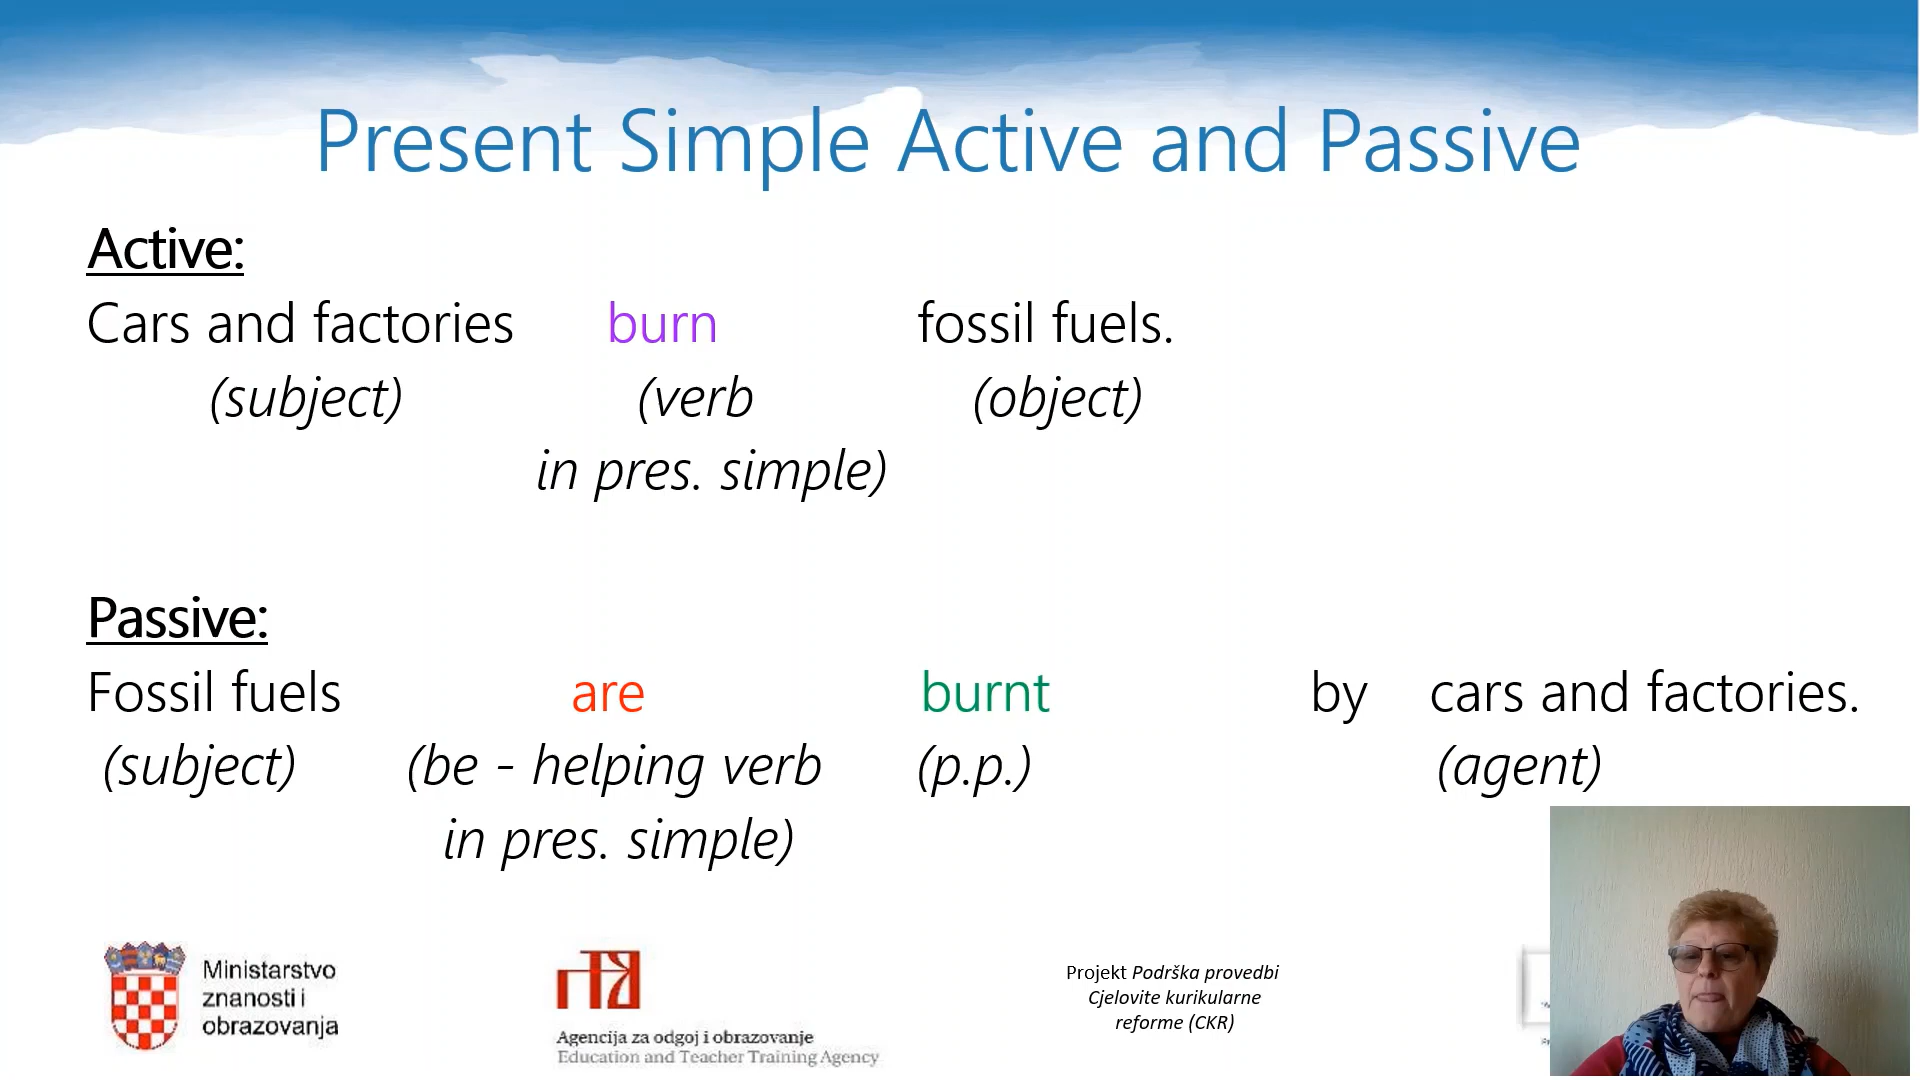 Present Simple Active and Passive
Active:
Cars and factories burn fossil fuels.
(subject) (verb (object)
in pres. simple)
Passive:
Fossil fuels are burnt by cars and factories.
(subject) (be - helping verb (p.p.) (agent)
in pres. simple)
Ministarstvo
znanosti i
obrazovanja
Agencija za odgoj i obrazovanje
Education and Teacher Training Agency
Projekt Podrška provedbi
Cjelovite kurikularne
reforme (CKR)